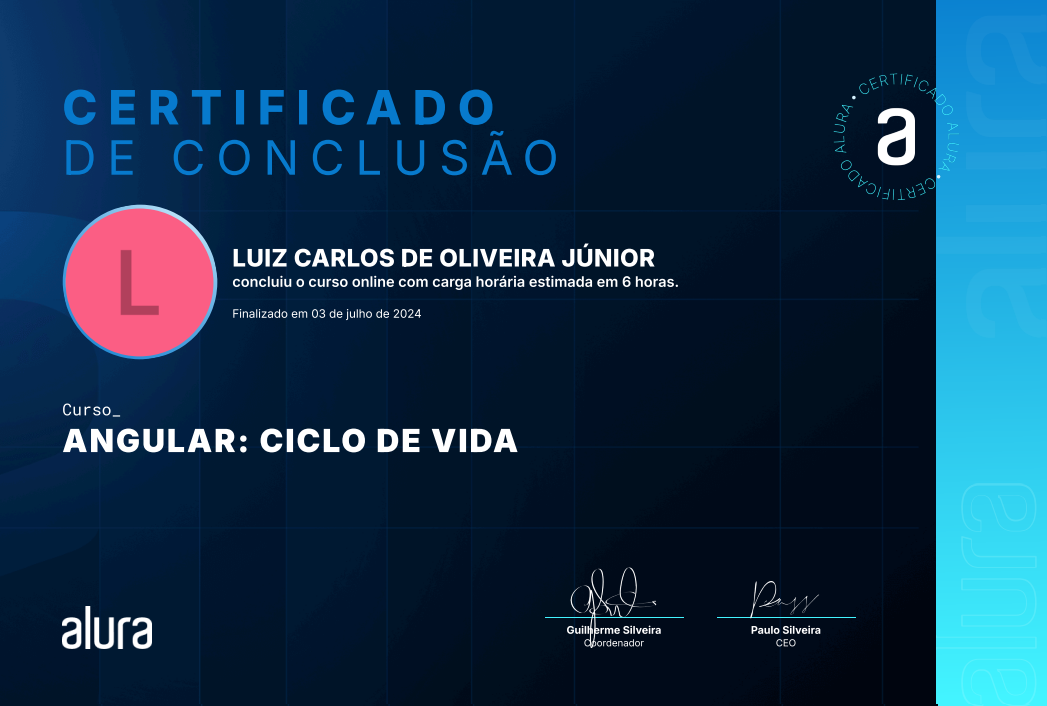 CERTIFICADO
DE CONCLUSÃO
CERTIFICADO ALURA • CERTIFICADO ALURA •
a
L
LUIZ CARLOS DE OLIVEIRA JÚNIOR
concluiu o curso online com carga horária estimada em 6 horas.
Finalizado em 03 de julho de 2024
Curso_
ANGULAR: CICLO DE VIDA
alura
Guilherme Silveira
Coordenador
Paulo Silveira
CEO
alura
alura